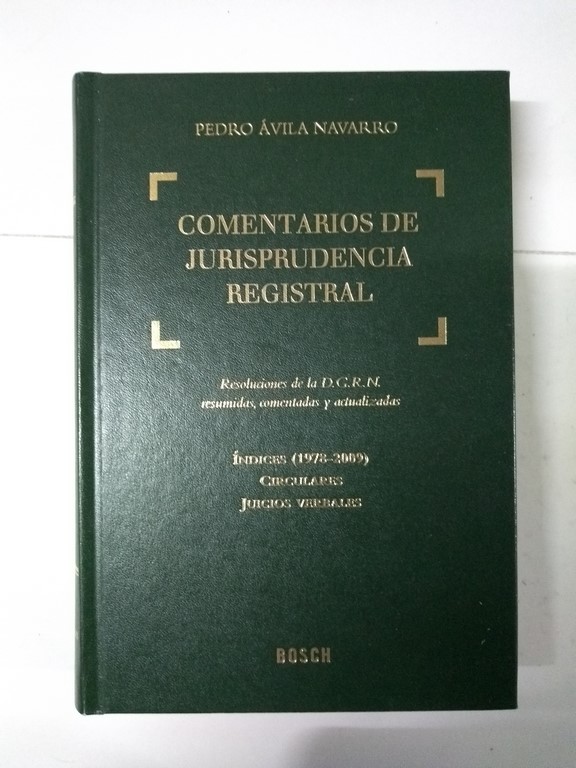 PEDRO ÁVILA NAVARRO
COMENTARIOS DE
JURISPRUDENCIA
REGISTRAL
Resoluciones de la D.G.R.N.
resumidas, comentadas y actualizadas
ÍNDICES (1978-2009)
CIRCULARES
JUICIOS VERBALES
BOSCH